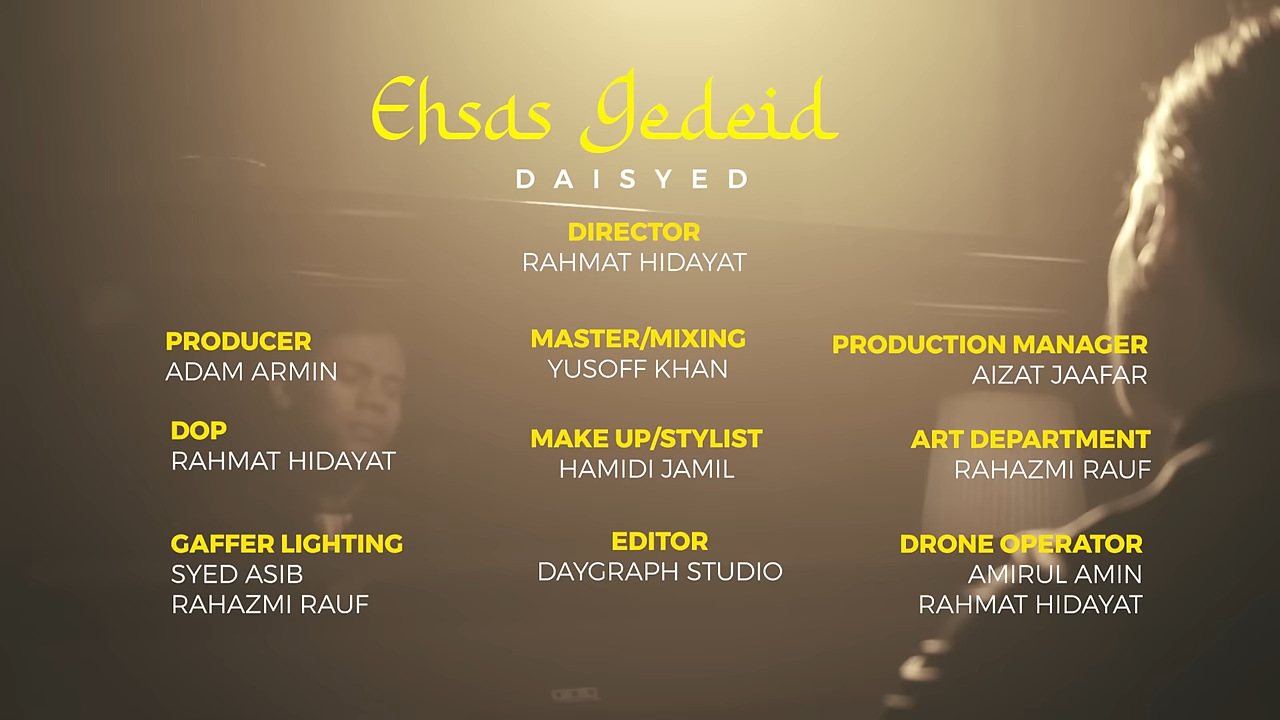 Ehsas Gedeid
DAISYED
DIRECTOR
RAHMAT HIDAYAT
PRODUCER
ADAM ARMIN
MASTER/MIXING
YUSOFF KHAN
PRODUCTION MANAGER
AIZAT JAAFAR
DOP
RAHMAT HIDAYAT
MAKE UP/STYLIST
HAMIDI JAMIL
ART DEPARTMENT
RAHAZMI RAUF
GAFFER LIGHTING
SYED ASIB
RAHAZMI RAUF
EDITOR
DAYGRAPH STUDIO
DRONE OPERATOR
AMIRUL AMIN
RAHMAT HIDAYAT